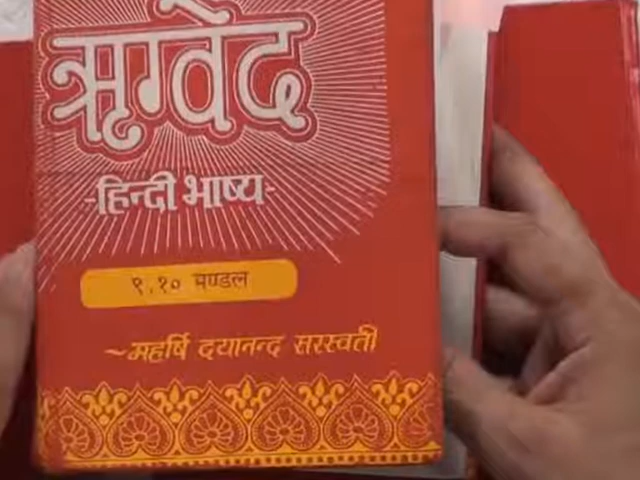 ऋग्वेद
-हिन्दी भाष्य-
९.१० मण्डल
~महर्षि दयानन्द सरस्वती